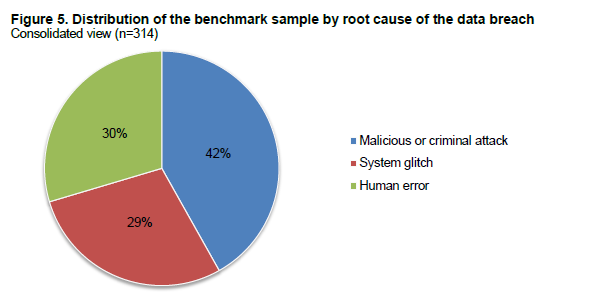 Figure 5. Distribution of the benchmark sample by root cause of the data breach
Consolidated view (n=314)
30%
42%
29%
Malicious or criminal attack
System glitch
Human error